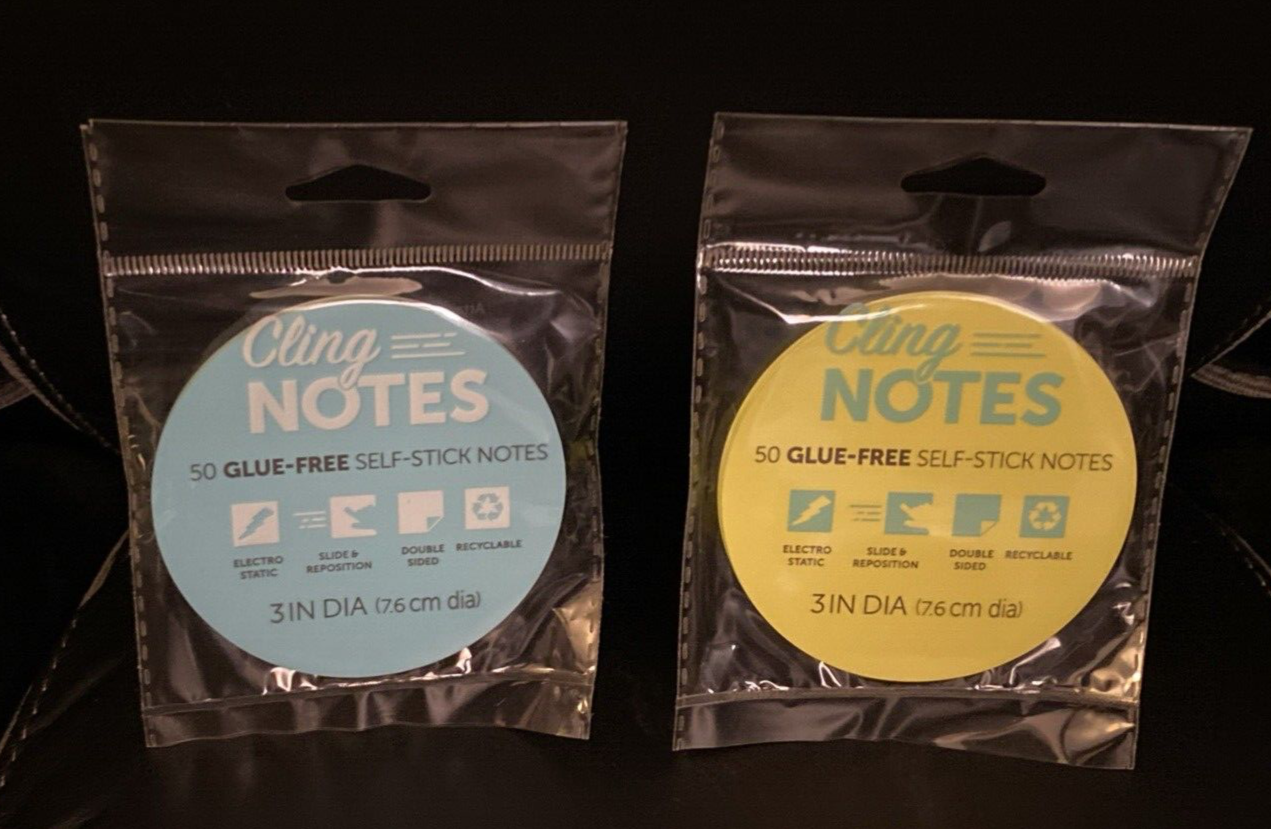 Cling
NOTES
50 GLUE-FREE SELF-STICK NOTES
ELECTRO
STATIC
SLIDE &
REPOSITION
DOUBLE
SIDED
RECYCLABLE
3 IN DIA (7.6 cm dia)
Cling
NOTES
50 GLUE-FREE SELF-STICK NOTES
ELECTRO
STATIC
SLIDE &
REPOSITION
DOUBLE
SIDED
RECYCLABLE
3 IN DIA (7.6 cm dia)